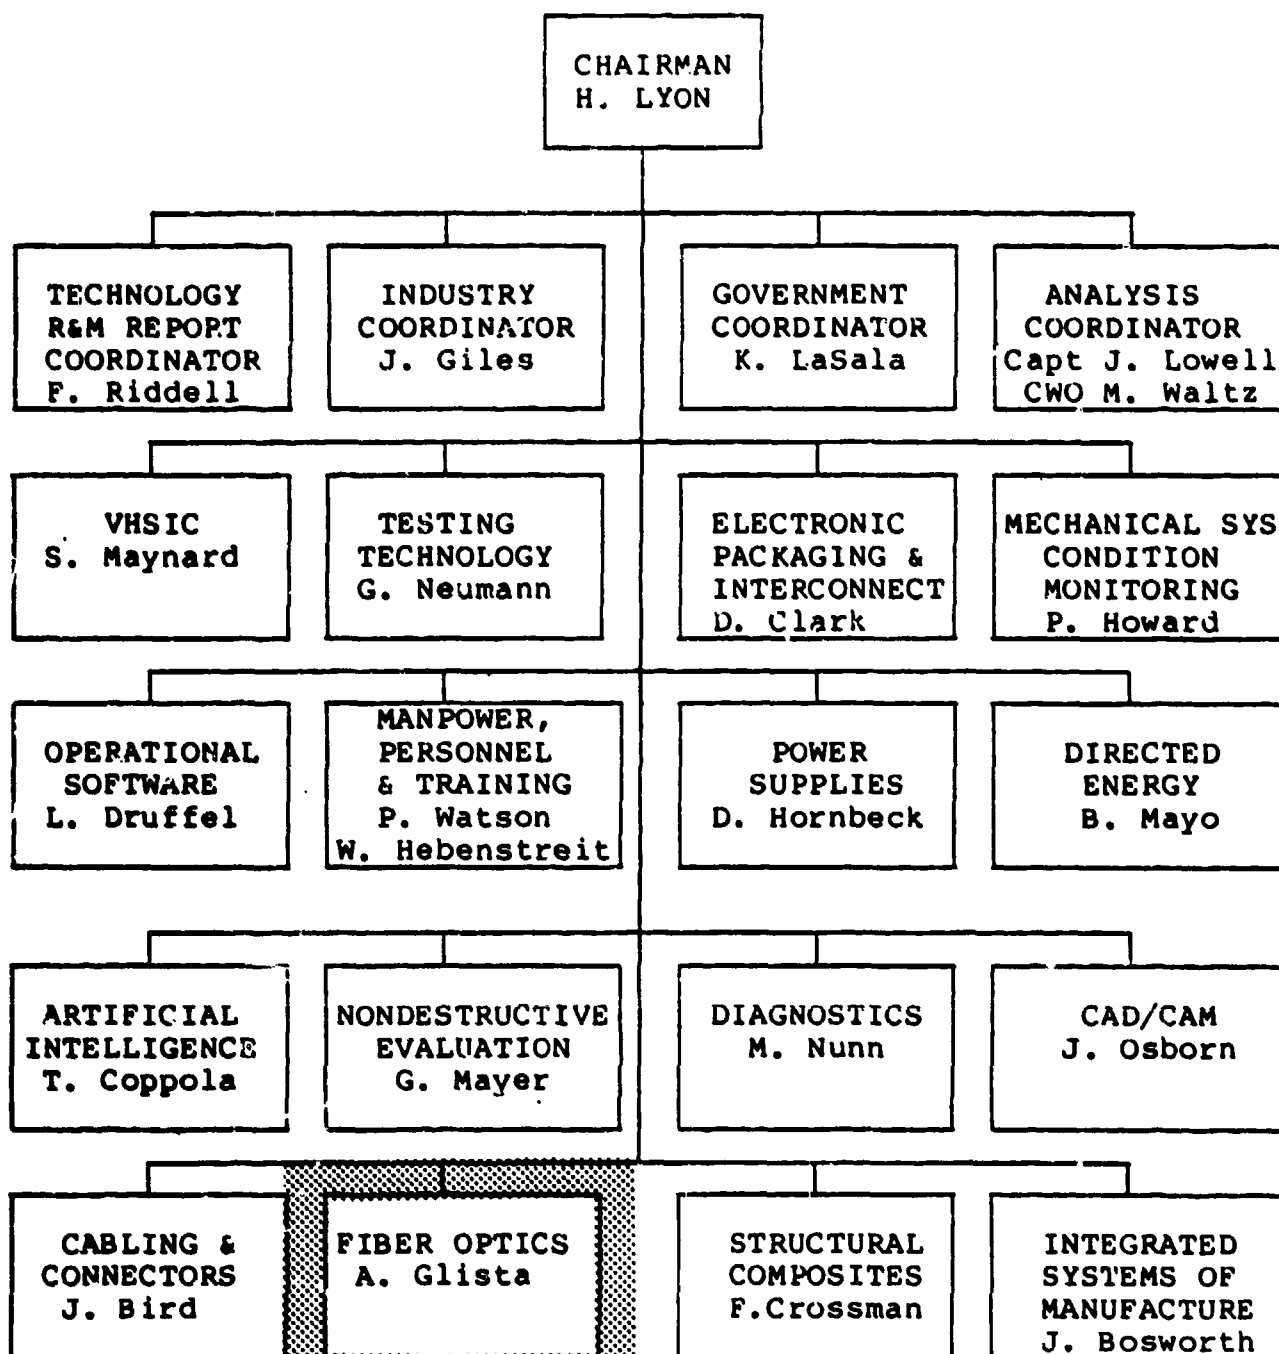 CHAIRMAN
H. LYON
TECHNOLOGY
R&M REPORT
COORDINATOR
F. Riddell
INDUSTRY
COORDINATOR
J. Giles
GOVERNMENT
COORDINATOR
K. LaSala
ANALYSIS
COORDINATOR
Capt J. Lowell
CWO M. Waltz
VHSIC
S. Maynard
TESTING
TECHNOLOGY
G. Neumann
ELECTRONIC
PACKAGING &
INTERCONNECT
D. Clark
MECHANICAL SYS
CONDITION
MONITORING
P. Howard
OPERATIONAL
SOFTWARE
L. Druffel
MANPOWER,
PERSONNEL
& TRAINING
P. Watson
W. Hebenstreit
POWER
SUPPLIES
D. Hornbeck
DIRECTED
ENERGY
B. Mayo
ARTIFICIAL
INTELLIGENCE
T. Coppola
NONDESTRUCTIVE
EVALUATION
G. Mayer
DIAGNOSTICS
M. Nunn
CAD/CAM
J. Osborn
CABLING &
CONNECTORS
J. Bird
FIBER OPTICS
A. Glista
STRUCTURAL
COMPOSITES
F.Crossman
INTEGRATED
SYSTEMS OF
MANUFACTURE
J. Bosworth